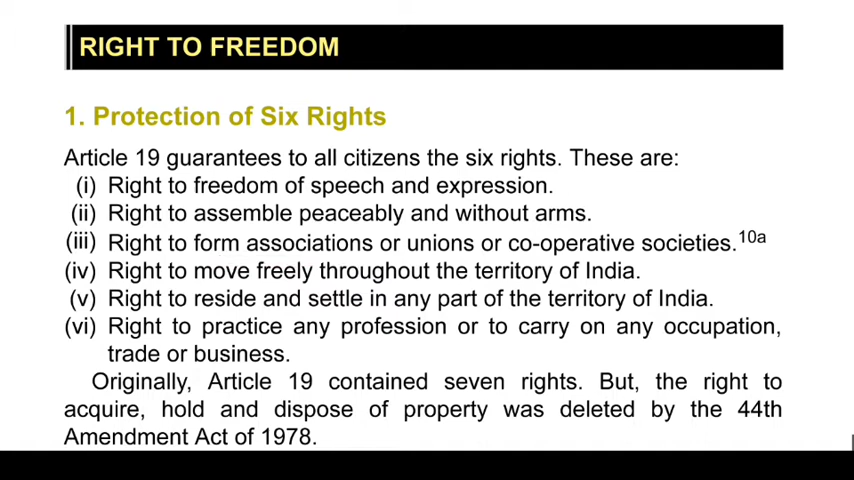 RIGHT TO FREEDOM
1. Protection of Six Rights
Article 19 guarantees to all citizens the six rights. These are:
(i) Right to freedom of speech and expression.
(ii) Right to assemble peaceably and without arms.
(iii) Right to form associations or unions or co-operative societies.10a
(iv) Right to move freely throughout the territory of India.
(v) Right to reside and settle in any part of the territory of India.
(vi) Right to practice any profession or to carry on any occupation,
trade or business.
Originally, Article 19 contained seven rights. But, the right to
acquire, hold and dispose of property was deleted by the 44th
Amendment Act of 1978.